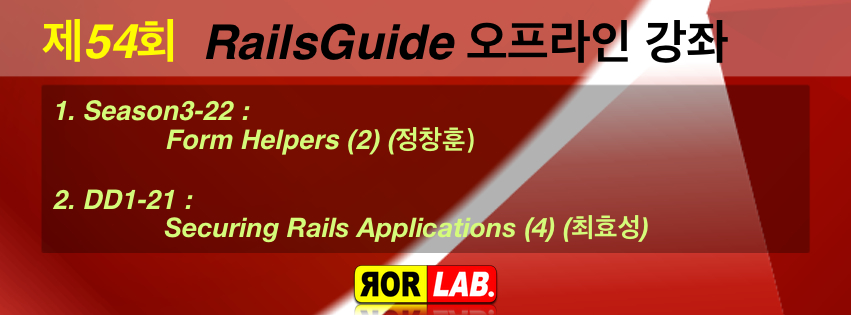 제54회 RailsGuide 오프라인 강좌
1. Season3-22 :
Form Helpers (2) (정창훈)
2. DD1-21 :
Securing Rails Applications (4) (최효성)
ЯOR LAB.